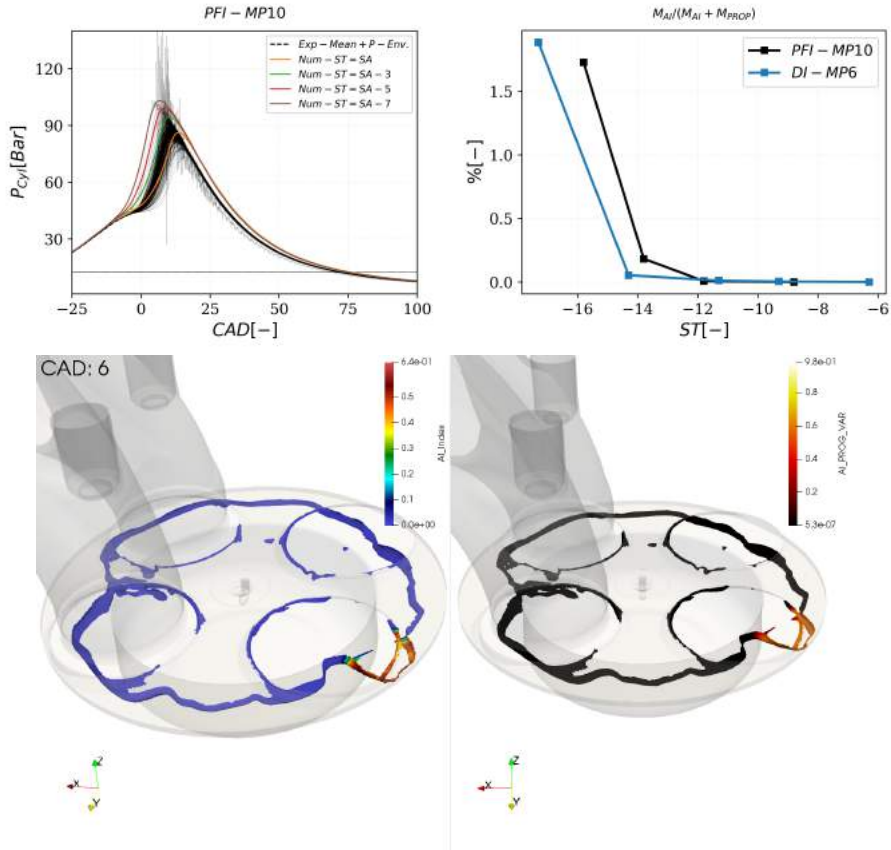 PFI−MP10
P_Cyl[Bar]
120
90
60
30
−25
0
25
50
75
100
CAD[−]
Exp−Mean+P−Env.
Num−ST=SA
Num−ST=SA−3
Num−ST=SA−5
Num−ST=SA−7
M_AI/(M_AI + M_PROP)
%[−]
1.5
1.0
0.5
0.0
−16
−14
−12
−10
−8
−6
ST[−]
PFI−MP10
DI−MP6
CAD: 6
6.4e-01
0.5
0.4
0.3
0.2
0.1
0.0e+00
AI_Index
X
Z
Y
9.8e-01
0.8
0.5
0.2
5.3e-07
AI_PROG_VAR
X
Z
Y